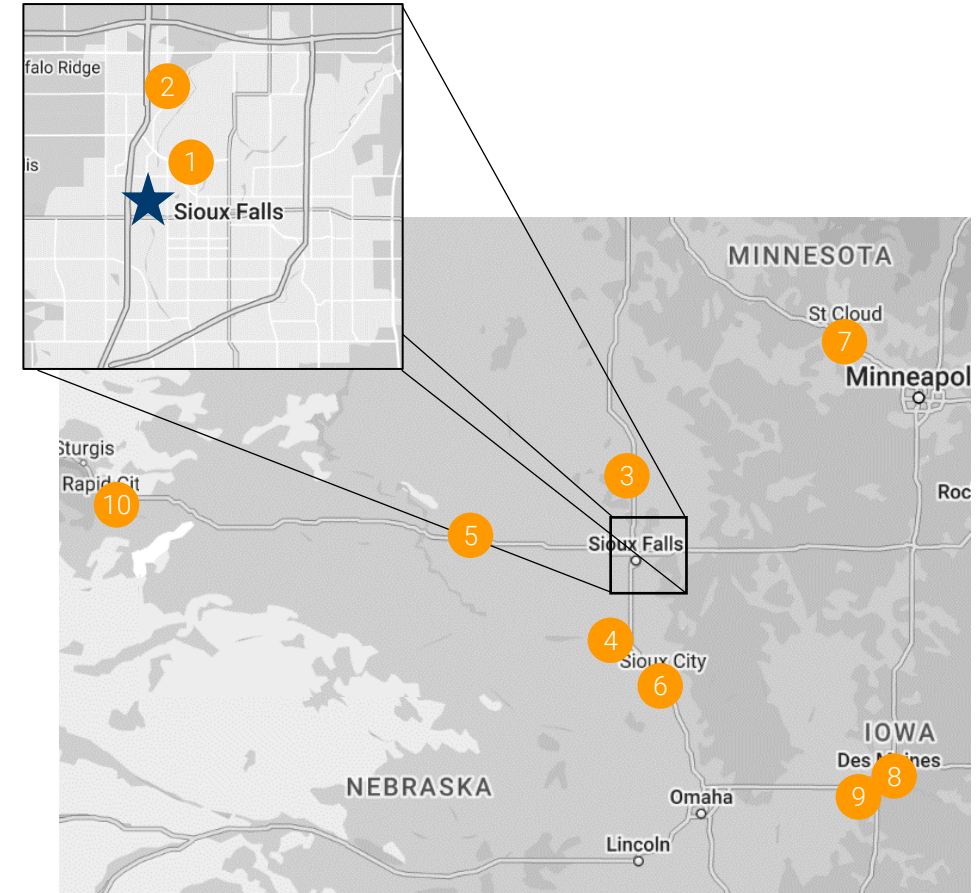 falo Ridge
2
1
is
Sioux Falls
MINNESOTA
St Cloud
7
Minneapol
Sturgis
3
Rapid Cit
Roc
10
5
Sioux Falls
4
Sioux City
6
IOWA
Des Moines
8
NEBRASKA
Omaha
9
Lincoln